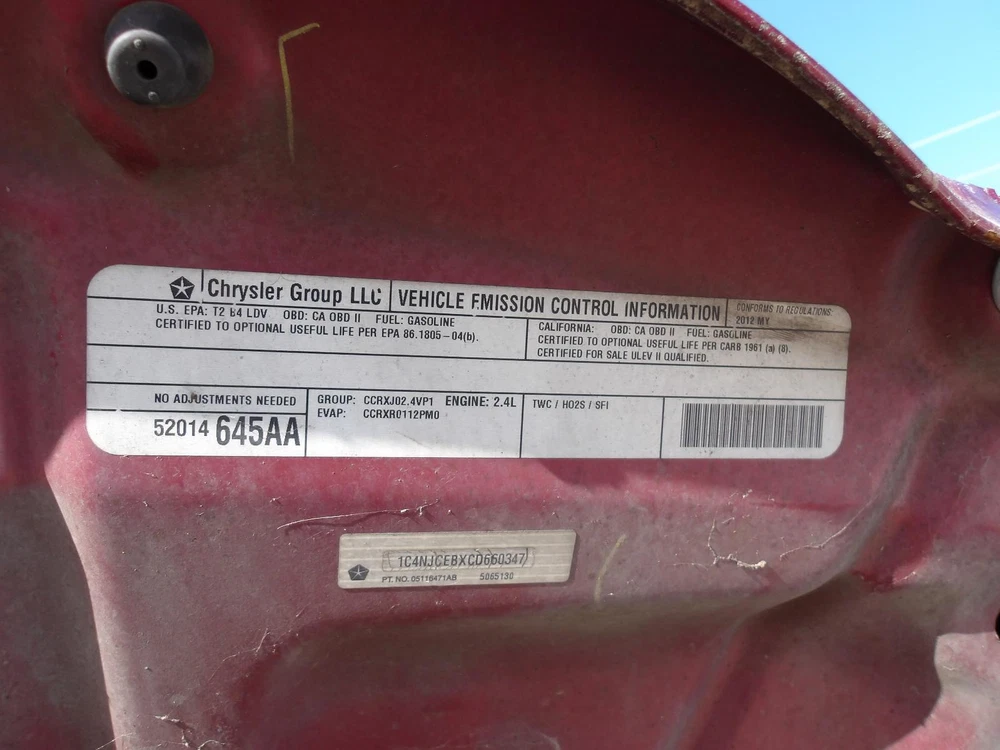 Chrysler Group LLC
VEHICLE EMISSION CONTROL INFORMATION
CONFORMS TO REGULATIONS:
2012 MY
U.S. EPA: T2 B4 LDV OBD: CA OBD II FUEL: GASOLINE
CERTIFIED TO OPTIONAL USEFUL LIFE PER EPA 86.1805-04(b).
CALIFORNIA: OBD: CA OBD II FUEL: GASOLINE
CERTIFIED TO OPTIONAL USEFUL LIFE PER CARB 1961 (a) (8).
CERTIFIED FOR SALE ULEV II QUALIFIED.
NO ADJUSTMENTS NEEDED
52014 645AA
GROUP: CCRXJ02.4VP1 ENGINE: 2.4L
EVAP: CCRXR0112PM0
TWC / HO2S / SFI
1C4NJCEBXCD660347
PT. NO. 05116471AB 5065130